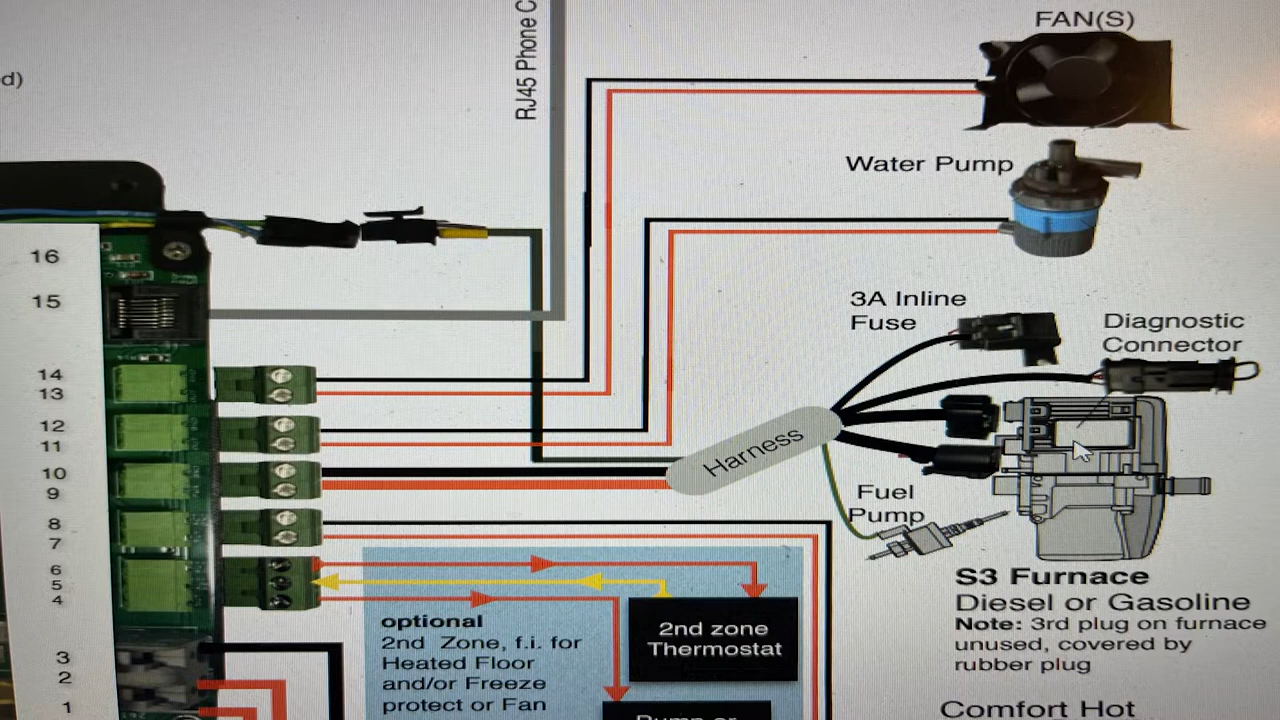 FAN(S)
RJ45 Phone C
ed)
Water Pump
16
15
3A Inline
Fuse
Diagnostic
Connector
14
13
12
11
10
9
Harness
8
7
Fuel
Pump
6
5
4
S3 Furnace
Diesel or Gasoline
Note: 3rd plug on furnace
unused, covered by
rubber plug
optional
2nd Zone, f.i. for
Heated Floor
and/or Freeze
protect or Fan
2nd zone
Thermostat
3
2
1
Comfort Hot
Pump or